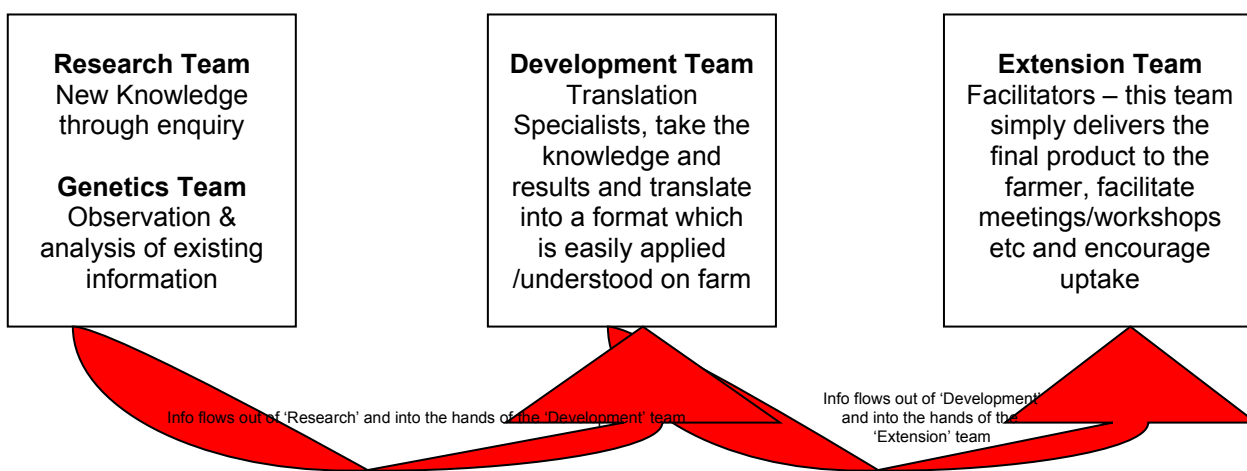 Research Team
New Knowledge
through enquiry
Genetics Team
Observation &
analysis of existing
information
Development Team
Translation
Specialists, take the
knowledge and
results and translate
into a format which
is easily applied
/understood on farm
Extension Team
Facilitators – this team
simply delivers the
final product to the
farmer, facilitate
meetings/workshops
etc and encourage
uptake
Info flows out of 'Research' and into the hands of the 'Development' team
Info flows out of 'Development'
and into the hands of the
'Extension' team